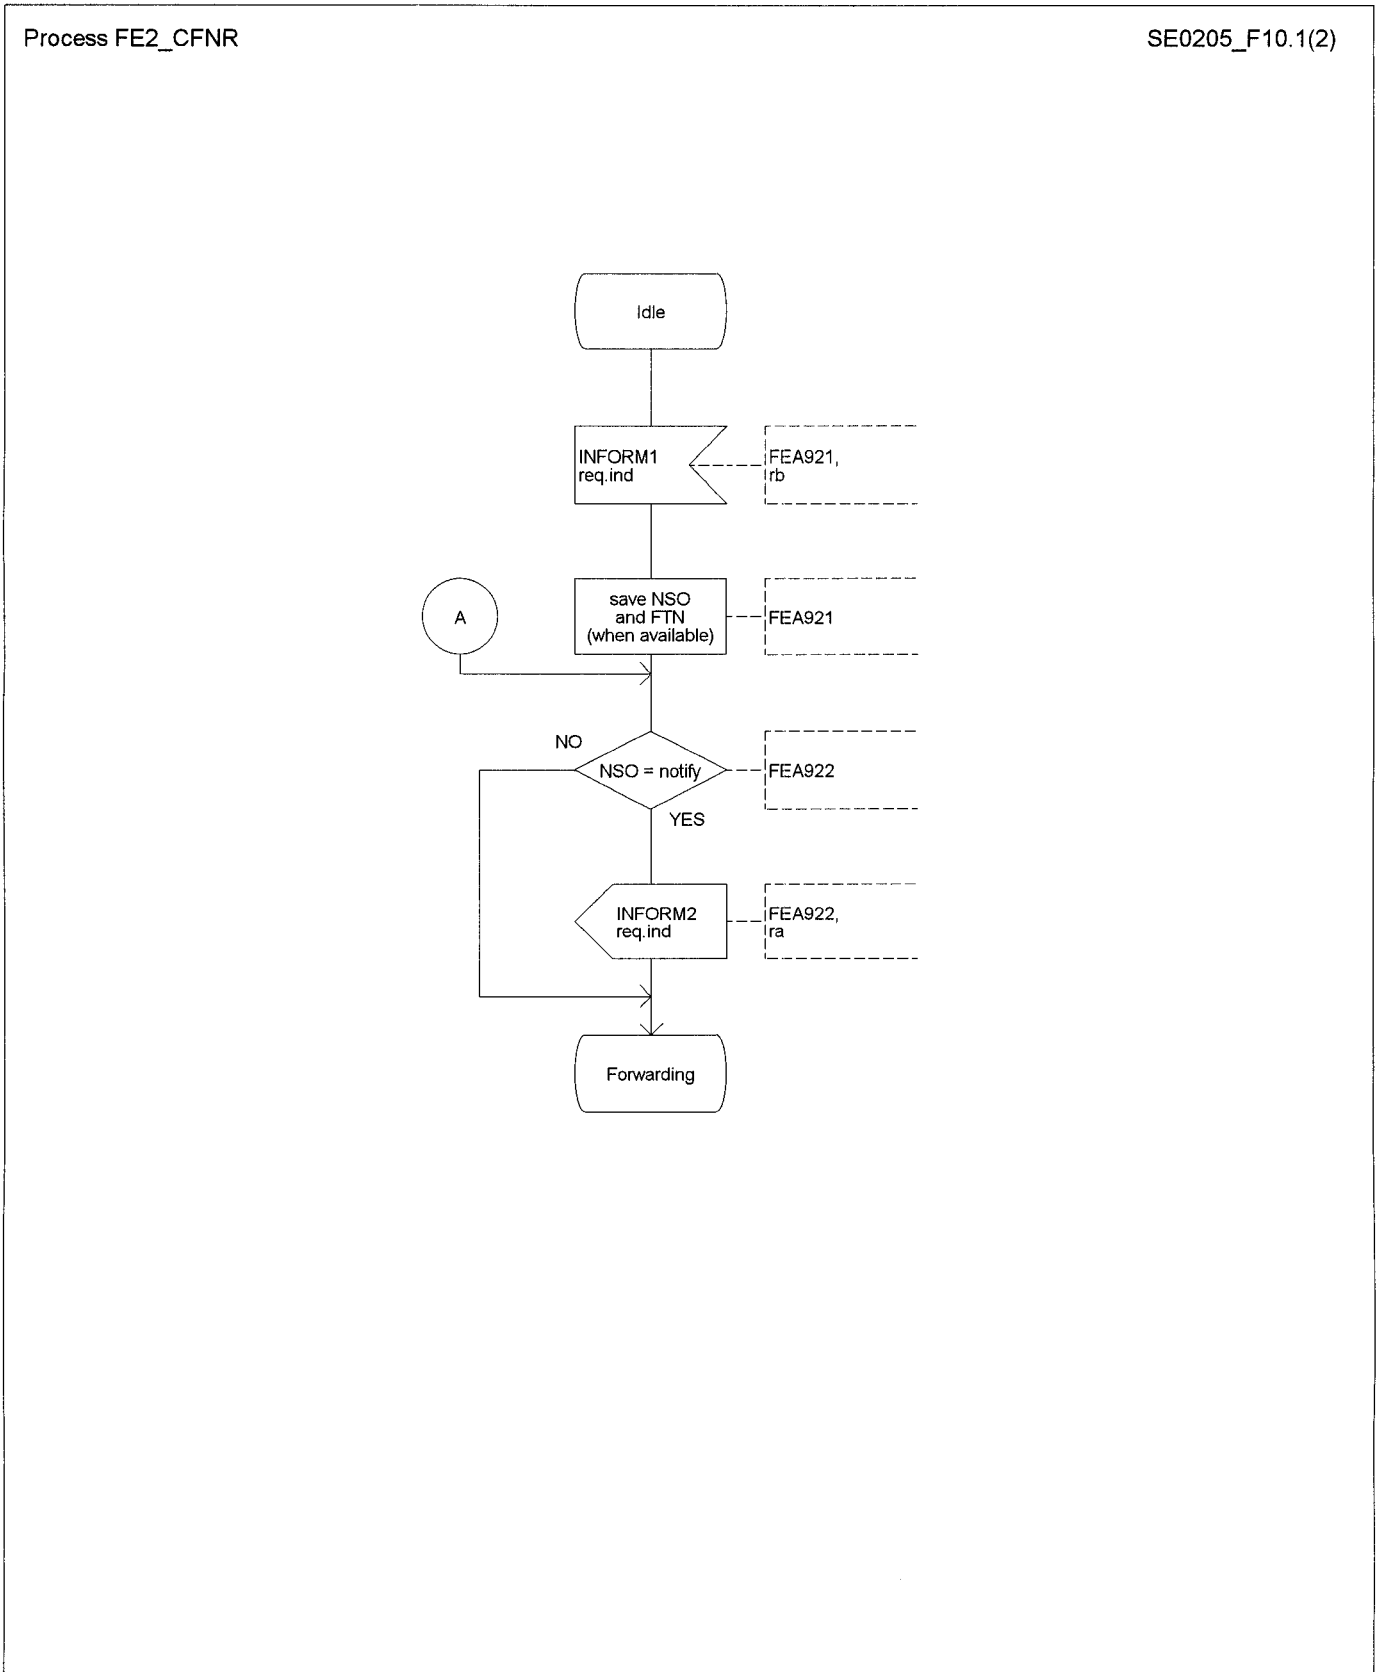 Process FE2_CFNR
SE0205_F10.1(2)
Idle
INFORM1
req.ind
FEA921,
rb
A
save NSO
and FTN
(when available)
FEA921
NO
NSO = notify
FEA922
YES
INFORM2
req.ind
FEA922,
ra
Forwarding